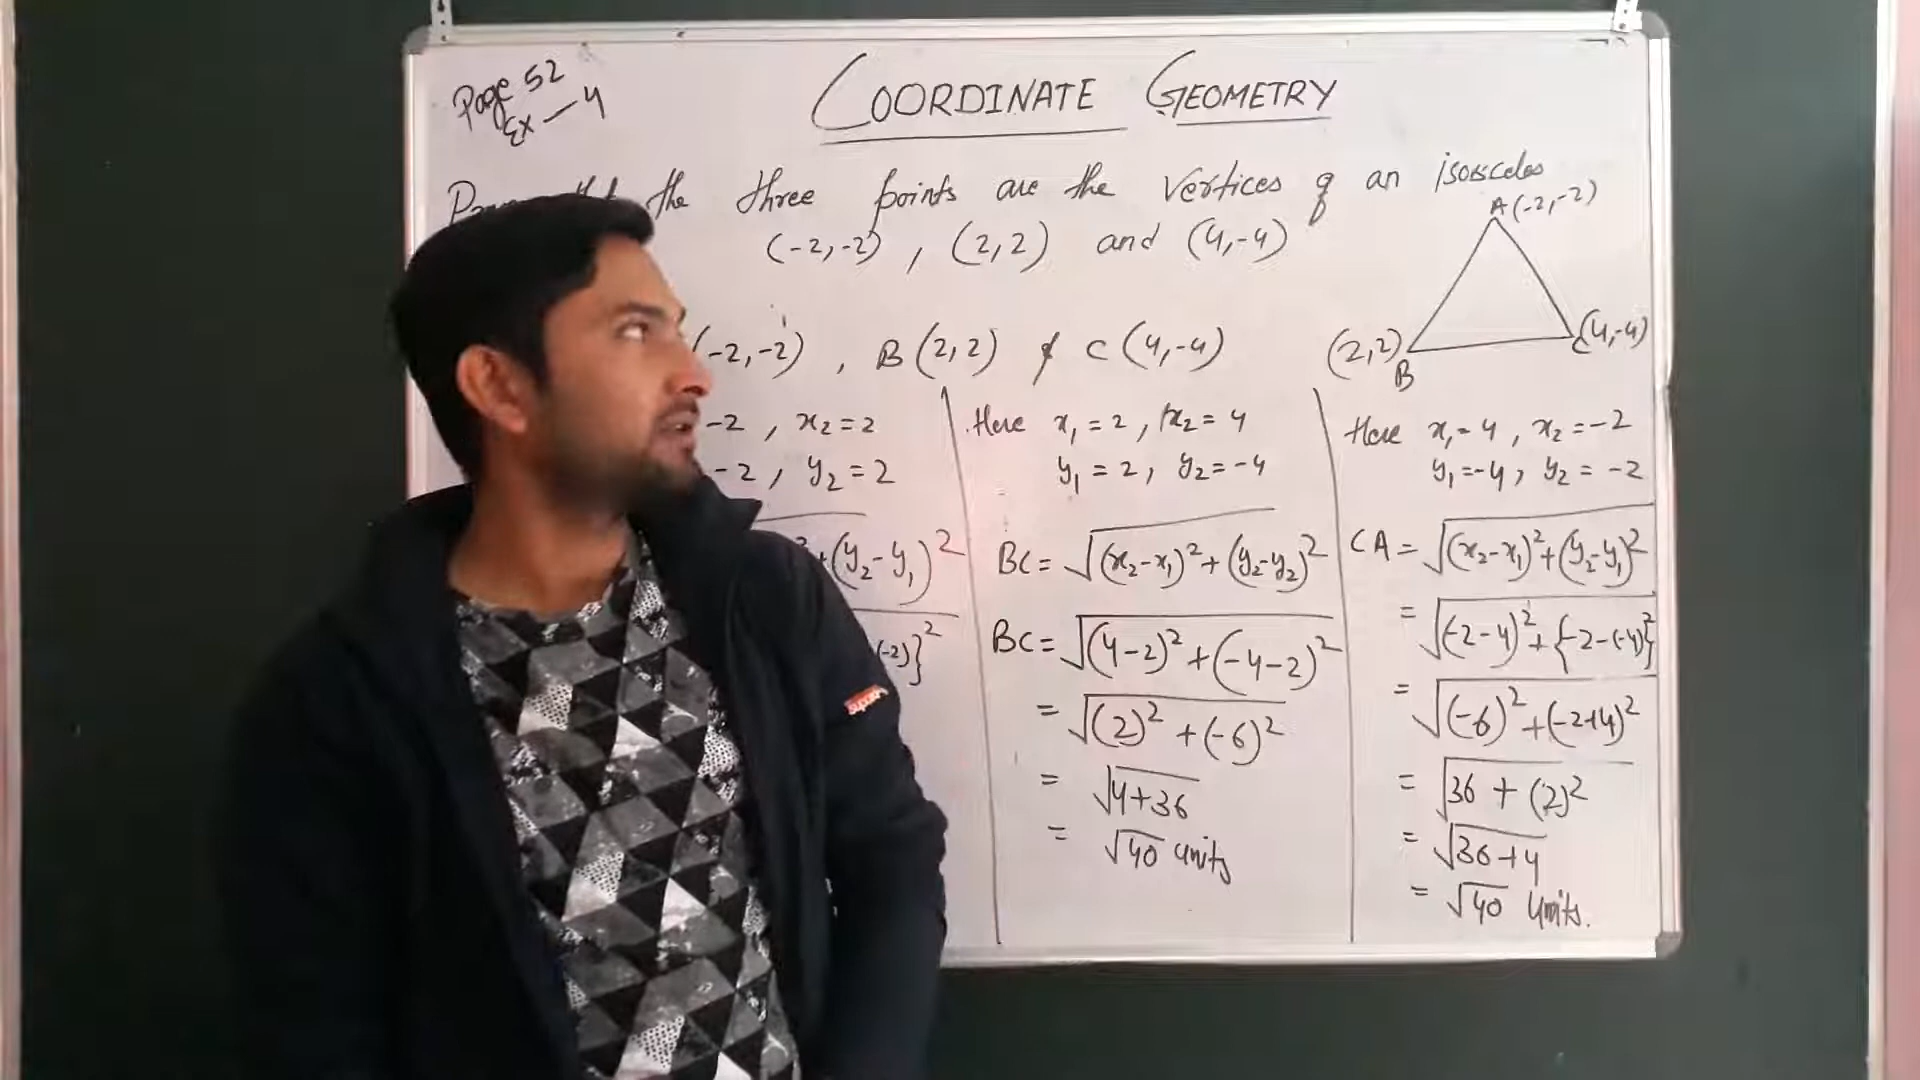 Page 52
Ex — 4
COORDINATE GEOMETRY
the three points are the vertices of an isosceles
(-2,-2) , (2,2) and (4,-4)
A(-2,-2)
(2,2)
B
C(4,-4)
(-2,-2) , B(2,2) & C(4,-4)
-2 , x₂=2
-2 , y₂=2
+(y₂-y₁)²
(-2)}²
Here x₁=2 , x₂=4
y₁=2, y₂=-4
BC=√(x₂-x₁)²+(y₂-y₂)²
BC=√(4-2)²+(-4-2)²
=√(2)²+(-6)²
= √4+36
= √40 units
Here x₁=4 , x₂=-2
y₁=-4, y₂=-2
CA=√(x₂-x₁)²+(y₂-y₁)²
=√(-2-4)²+{-2-(-4)}²
=√(-6)²+(-2+4)²
=√36+(2)²
=√36+4
=√40 Units.